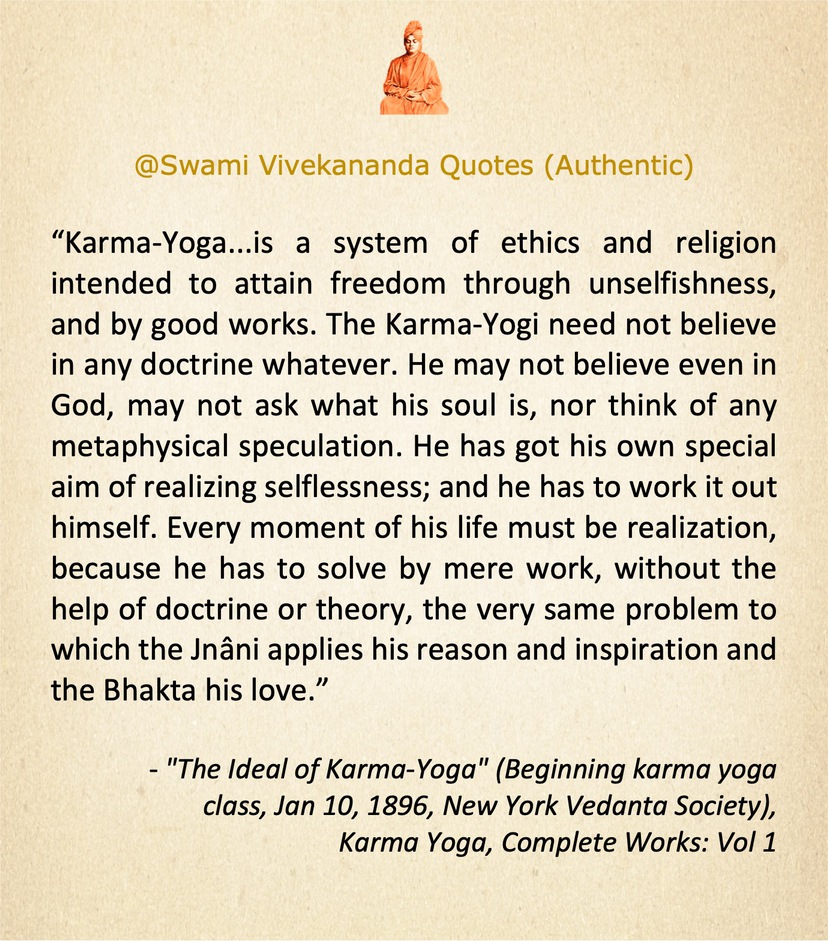 @Swami Vivekananda Quotes (Authentic)
“Karma-Yoga...is a system of ethics and religion
intended to attain freedom through unselfishness,
and by good works. The Karma-Yogi need not believe
in any doctrine whatever. He may not believe even in
God, may not ask what his soul is, nor think of any
metaphysical speculation. He has got his own special
aim of realizing selflessness; and he has to work it out
himself. Every moment of his life must be realization,
because he has to solve by mere work, without the
help of doctrine or theory, the very same problem to
which the Jnâni applies his reason and inspiration and
the Bhakta his love.”
- "The Ideal of Karma-Yoga" (Beginning karma yoga
class, Jan 10, 1896, New York Vedanta Society),
Karma Yoga, Complete Works: Vol 1